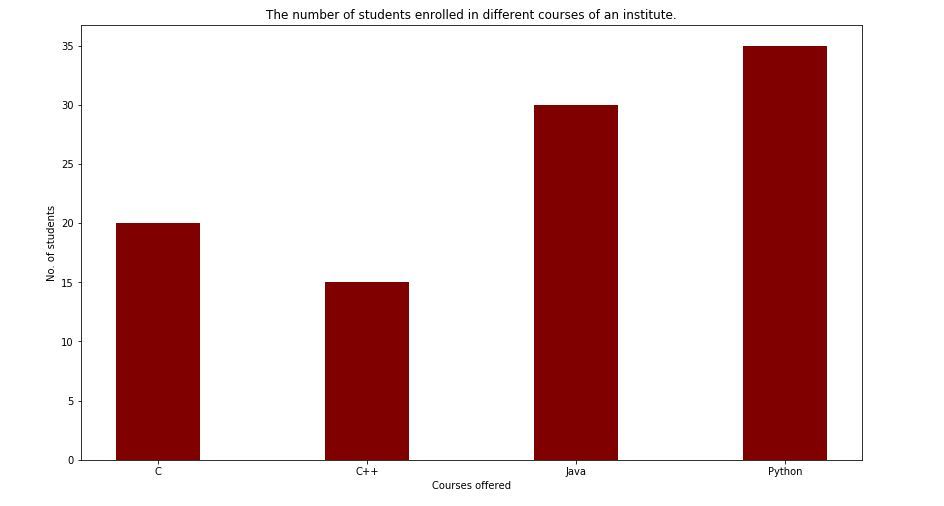 The number of students enrolled in different courses of an institute.
35
30
25
20
15
10
5
0
No. of students
C C++ Java Python
Courses offered